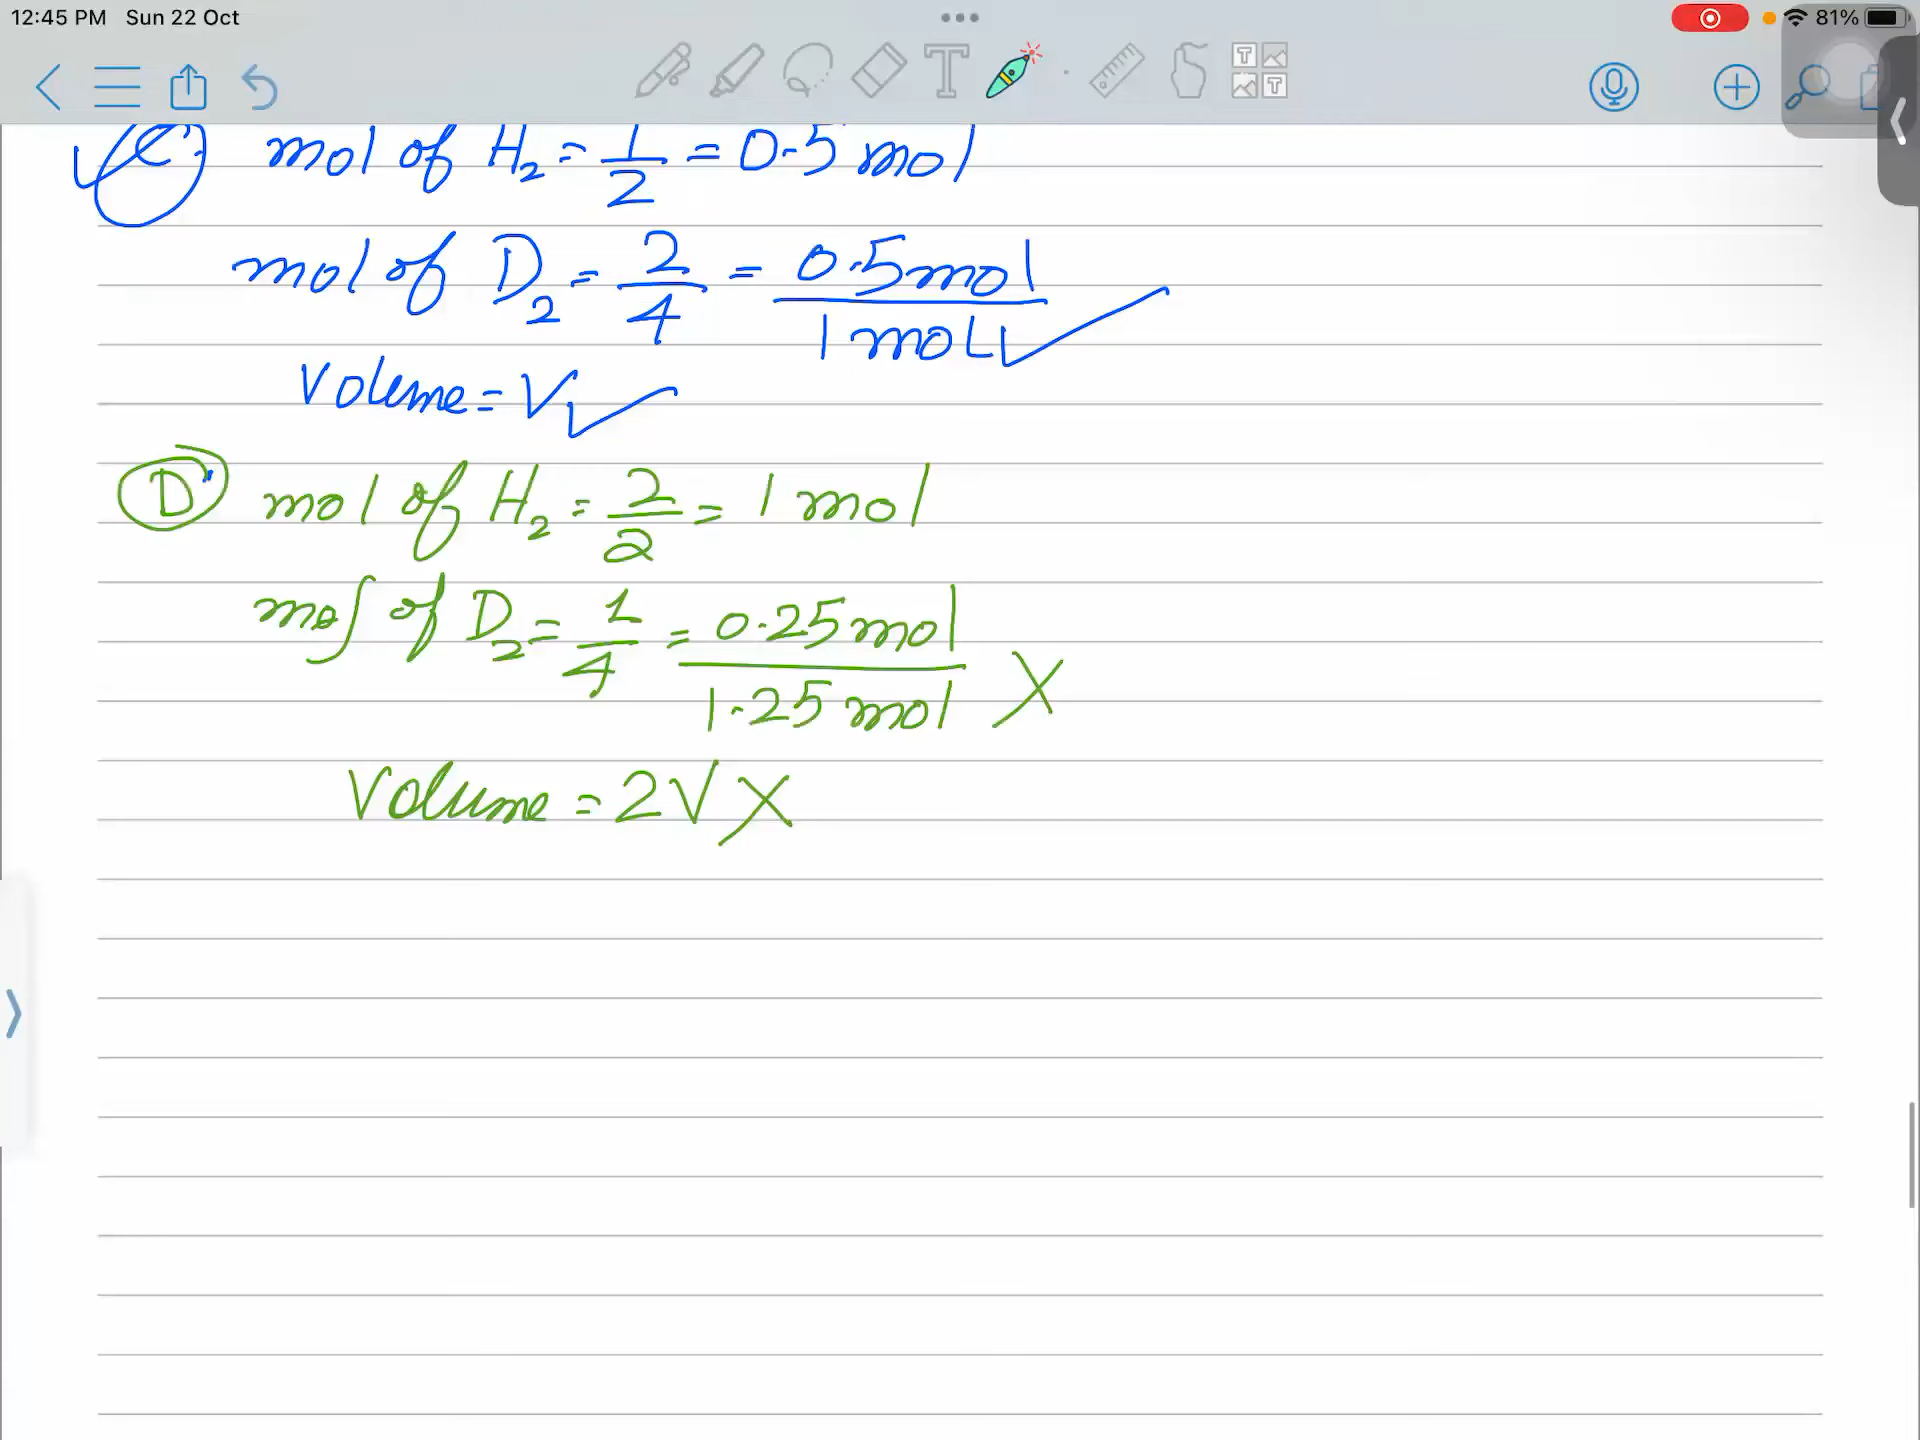 12:45 PM Sun 22 Oct
81%
C mol of H₂ = 1/2 = 0.5 mol
mol of D₂ = 2/4 = 0.5 mol
1 mol ✓
Volume = V ✓
D mol of H₂ = 2/2 = 1 mol
mol of D₂ = 1/4 = 0.25 mol
1.25 mol X
Volume = 2V X